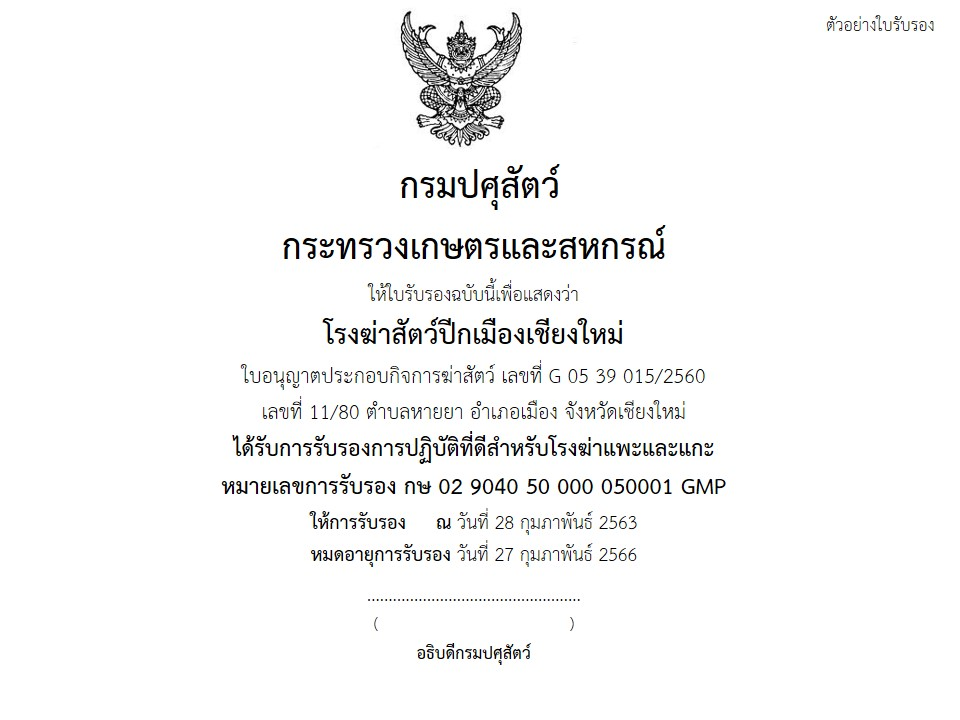 ตัวอย่างใบรับรอง
กรมปศุสัตว์
กระทรวงเกษตรและสหกรณ์
ให้ใบรับรองฉบับนี้เพื่อแสดงว่า
โรงฆ่าสัตว์ปีกเมืองเชียงใหม่
ใบอนุญาตประกอบกิจการฆ่าสัตว์ เลขที่ G 05 39 015/2560
เลขที่ 11/80 ตำบลหายยา อำเภอเมือง จังหวัดเชียงใหม่
ได้รับการรับรองการปฏิบัติที่ดีสำหรับโรงฆ่าแพะและแกะ
หมายเลขการรับรอง กษ 02 9040 50 000 050001 GMP
ให้การรับรอง ณ วันที่ 28 กุมภาพันธ์ 2563
หมดอายุการรับรอง วันที่ 27 กุมภาพันธ์ 2566
..................................................
( )
อธิบดีกรมปศุสัตว์